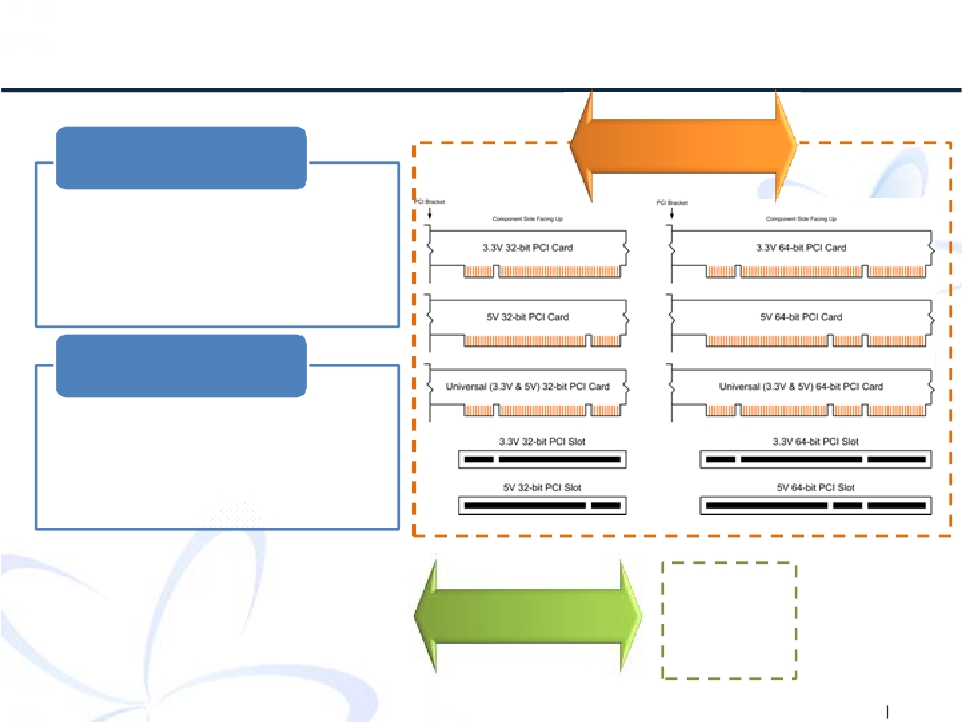 PCI Bracket
PCI Bracket
Component Side Facing Up
Component Side Facing Up
3.3V 32-bit PCI Card
3.3V 64-bit PCI Card
5V 32-bit PCI Card
5V 64-bit PCI Card
Universal (3.3V & 5V) 32-bit PCI Card
Universal (3.3V & 5V) 64-bit PCI Card
3.3V 32-bit PCI Slot
3.3V 64-bit PCI Slot
5V 32-bit PCI Slot
5V 64-bit PCI Slot